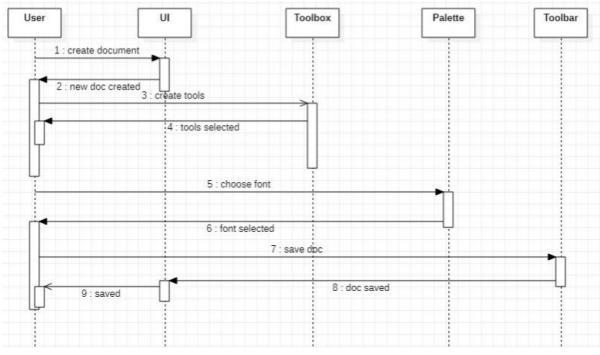 User
UI
Toolbox
Palette
Toolbar
1 : create document
2 : new doc created
3 : create tools
4 : tools selected
5 : choose font
6 : font selected
7 : save doc
8 : doc saved
9 : saved